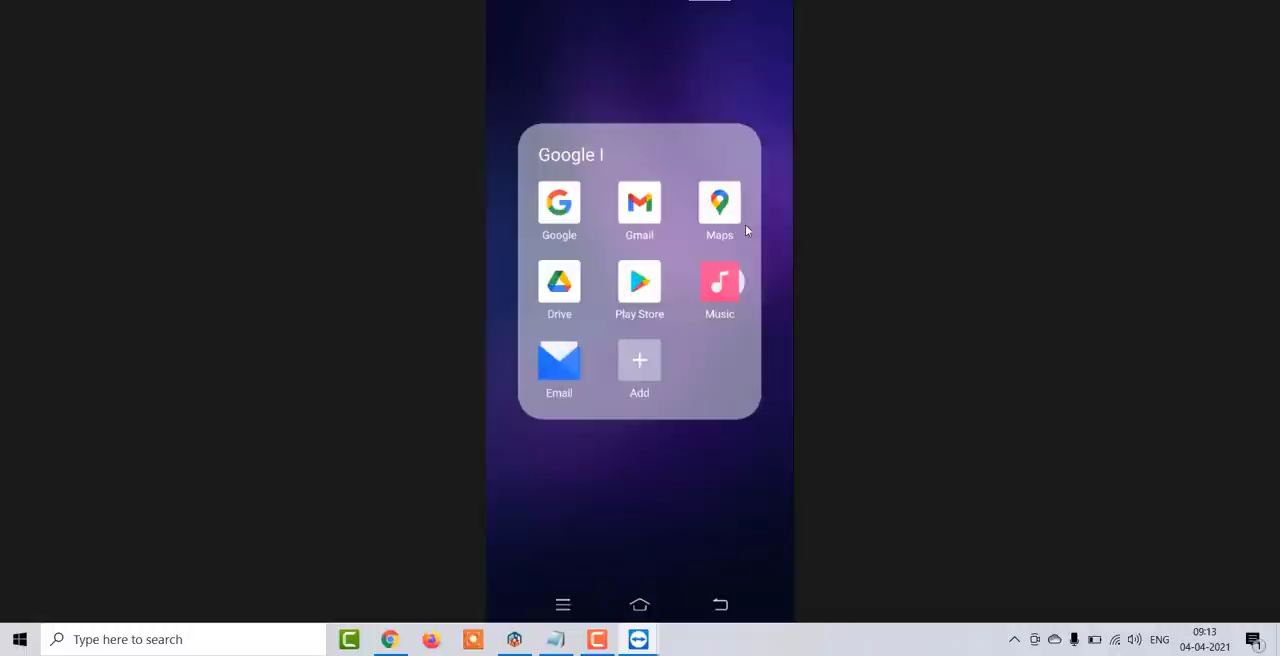 Google I
Google
Gmail
Maps
Drive
Play Store
Music
Email
Add
Type here to search
ENG
09:13
04-04-2021
1